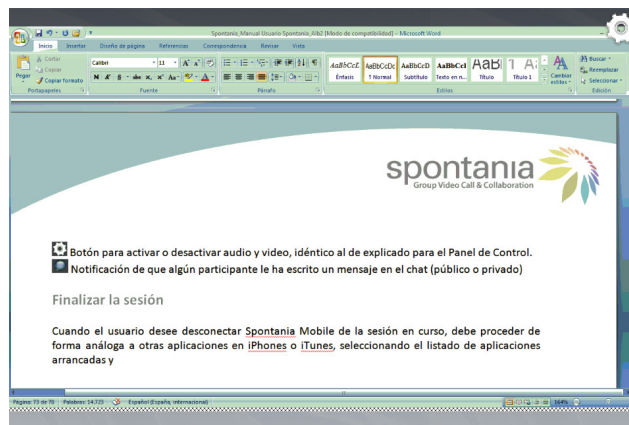 Spontania_Manual Usuario Spontania_Nib2 [Modo de compatibilidad] - Microsoft Word
Inicio Insertar Diseño de página Referencias Correspondencia Revisar Vista
Pegar
Cortar
Copiar
Copiar formato
Portapapeles
Calibri 11
N K S abe x, x² Aa
Fuente
Párrafo
AaBbCcL AaBbCcDc AaBbCcD AaBbCcI AaB 1 A
Énfasis ¶ Normal Subtítulo Texto en n... Título Título 1
Cambiar estilos
Estilos
Buscar
Reemplazar
Seleccionar
Edición
spontania
Group Video Call & Collaboration
Botón para activar o desactivar audio y video, idéntico al de explicado para el Panel de Control.
Notificación de que algún participante le ha escrito un mensaje en el chat (público o privado)
Finalizar la sesión
Cuando el usuario desee desconectar Spontania Mobile de la sesión en curso, debe proceder de
forma análoga a otras aplicaciones en iPhones o iTunes, seleccionando el listado de aplicaciones
arrancadas y
Página: 73 de 78 Palabras: 14.723 Español (España, internacional) 164%